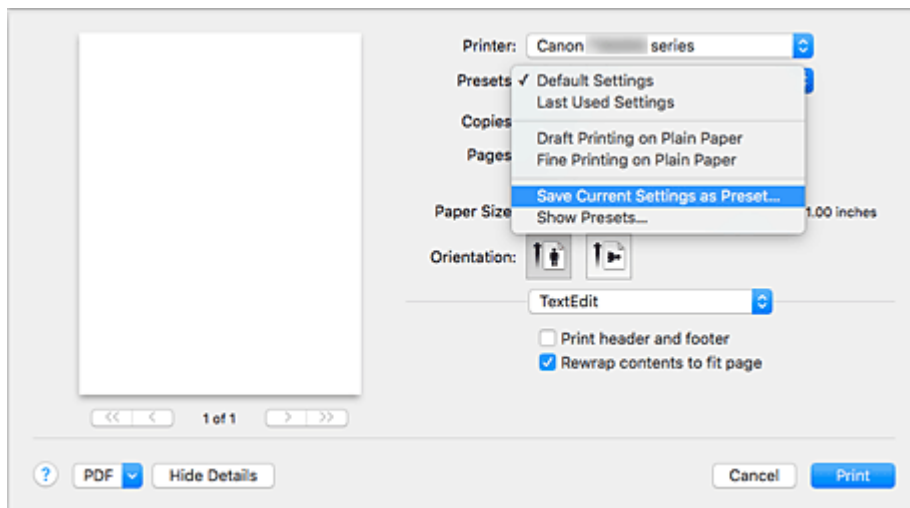 Printer: Canon series
Presets ✓ Default Settings
Last Used Settings
Copies
Draft Printing on Plain Paper
Pages
Fine Printing on Plain Paper
Save Current Settings as Preset...
Paper Size 1.00 inches
Show Presets...
Orientation:
TextEdit
Print header and footer
Rewrap contents to fit page
<< < 1 of 1 > >>
? PDF Hide Details Cancel Print